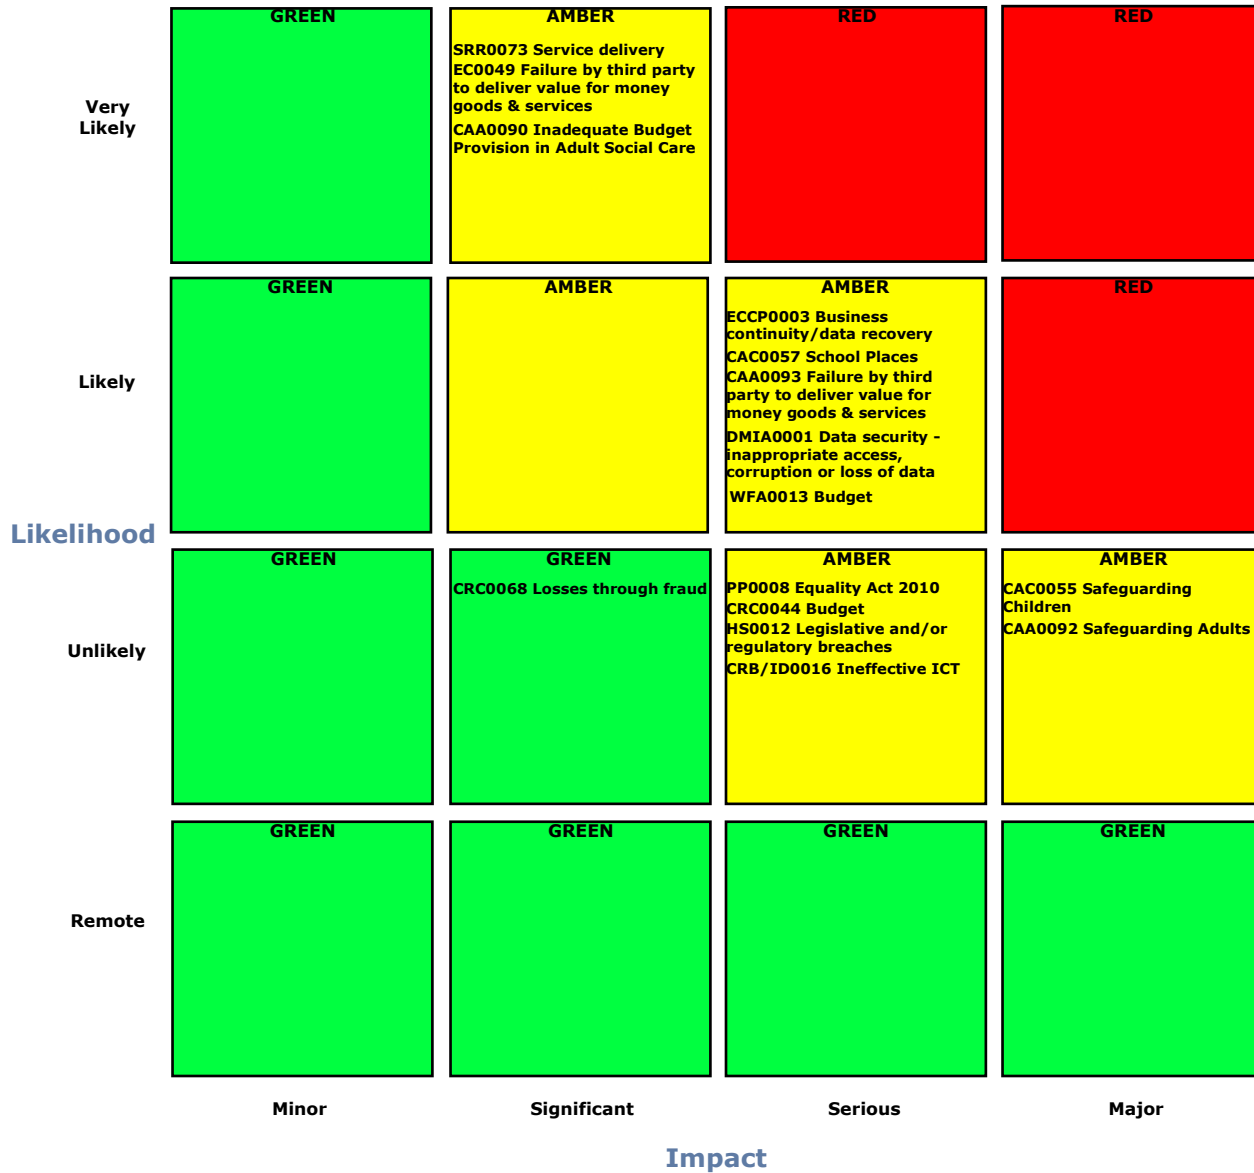 GREEN
AMBER
RED
RED
Very
Likely
SRR0073 Service delivery
EC0049 Failure by third party
to deliver value for money
goods & services
CAA0090 Inadequate Budget
Provision in Adult Social Care
GREEN
AMBER
AMBER
RED
Likely
ECCP0003 Business
continuity/data recovery
CAC0057 School Places
CAA0093 Failure by third
party to deliver value for
money goods & services
DMIA0001 Data security -
inappropriate access,
corruption or loss of data
WFA0013 Budget
Likelihood
GREEN
GREEN
AMBER
AMBER
Unlikely
CRC0068 Losses through fraud
PP0008 Equality Act 2010
CRC0044 Budget
HS0012 Legislative and/or
regulatory breaches
CRB/ID0016 Ineffective ICT
CAC0055 Safeguarding
Children
CAA0092 Safeguarding Adults
GREEN
GREEN
GREEN
GREEN
Remote
Minor
Significant
Serious
Major
Impact